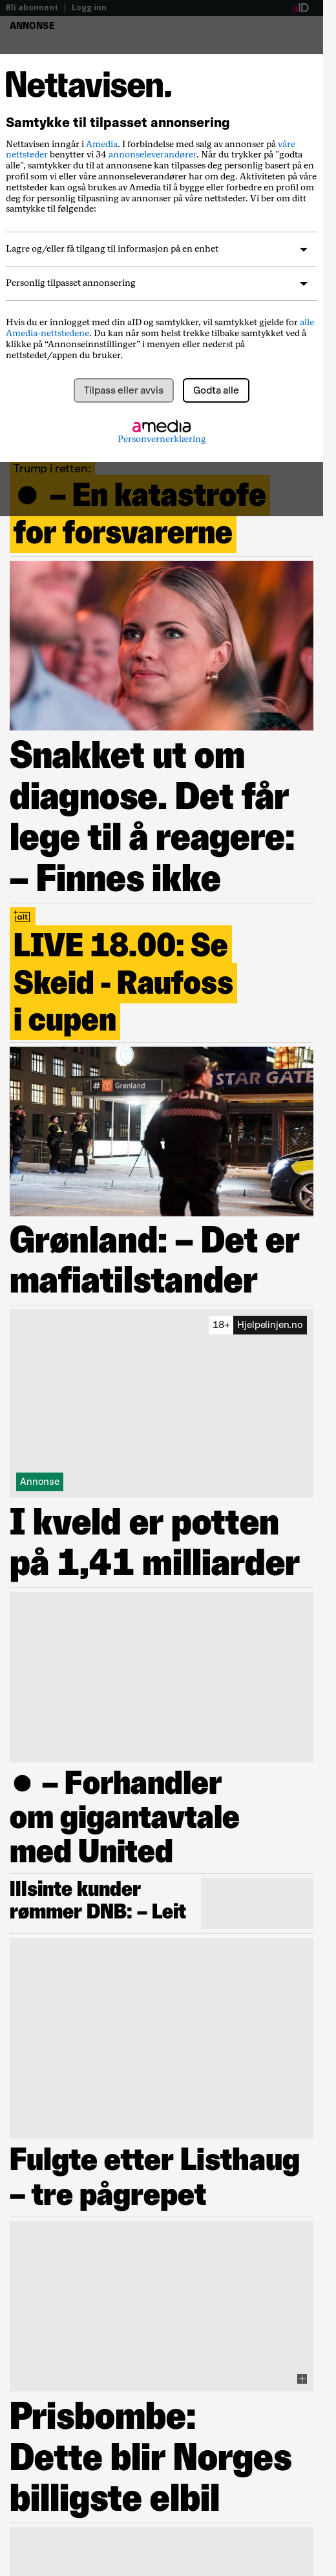 Bli abonnent | Logg inn aID
ANNONSE
Nettavisen.
Samtykke til tilpasset annonsering
Nettavisen inngår i Amedia. I forbindelse med salg av annonser på våre
nettsteder benytter vi 34 annonseleverandører. Når du trykker på "godta
alle", samtykker du til at annonsene kan tilpasses deg personlig basert på en
profil som vi eller våre annonseleverandører har om deg. Aktiviteten på våre
nettsteder kan også brukes av Amedia til å bygge eller forbedre en profil om
deg for personlig tilpasning av annonser på våre nettsteder. Vi ber om ditt
samtykke til følgende:
Lagre og/eller få tilgang til informasjon på en enhet
Personlig tilpasset annonsering
Hvis du er innlogget med din aID og samtykker, vil samtykket gjelde for alle
Amedia-nettstedene. Du kan når som helst trekke tilbake samtykket ved å
klikke på “Annonseinnstillinger” i menyen eller nederst på
nettstedet/appen du bruker.
Tilpass eller avvis
Godta alle
amedia
Personvernerklæring
Trump i retten:
● – En katastrofe
for forsvarerne
Snakket ut om
diagnose. Det får
lege til å reagere:
– Finnes ikke
+alt
LIVE 18.00: Se
Skeid - Raufoss
i cupen
# Grønland
STAR GATE
POLITI
Grønland: – Det er
mafiatilstander
18+ Hjelpelinjen.no
Annonse
I kveld er potten
på 1,41 milliarder
● – Forhandler
om gigantavtale
med United
Illsinte kunder
rømmer DNB: – Leit
Fulgte etter Listhaug
– tre pågrepet
Prisbombe:
Dette blir Norges
billigste elbil